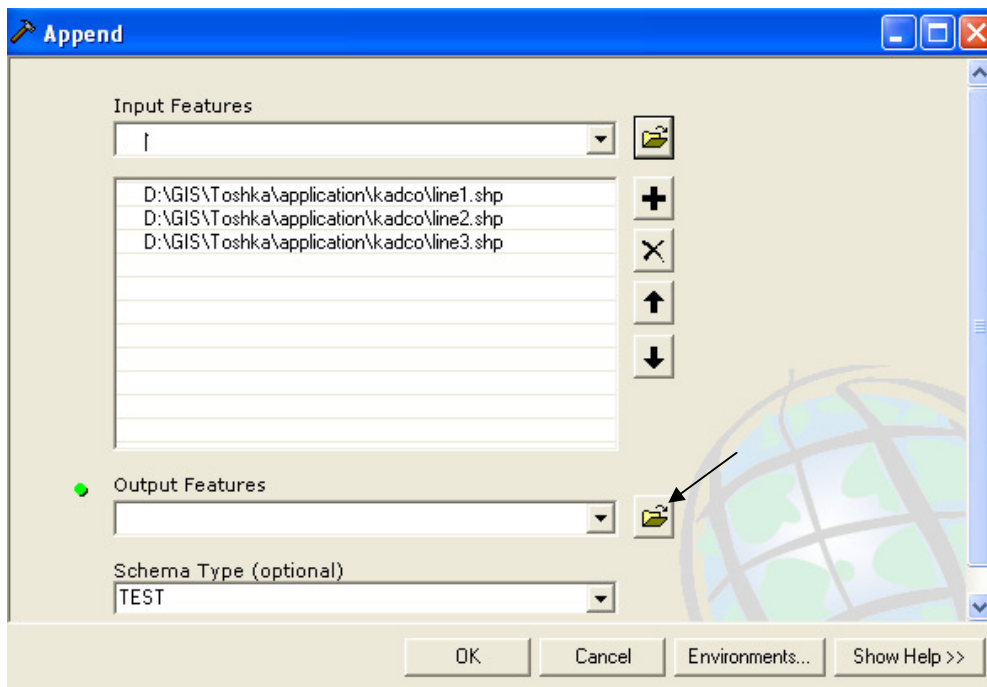 Append
Input Features
D:\GIS\Toshka\application\kadco\line1.shp
D:\GIS\Toshka\application\kadco\line2.shp
D:\GIS\Toshka\application\kadco\line3.shp
Output Features
Schema Type (optional)
TEST
OK Cancel Environments... Show Help >>